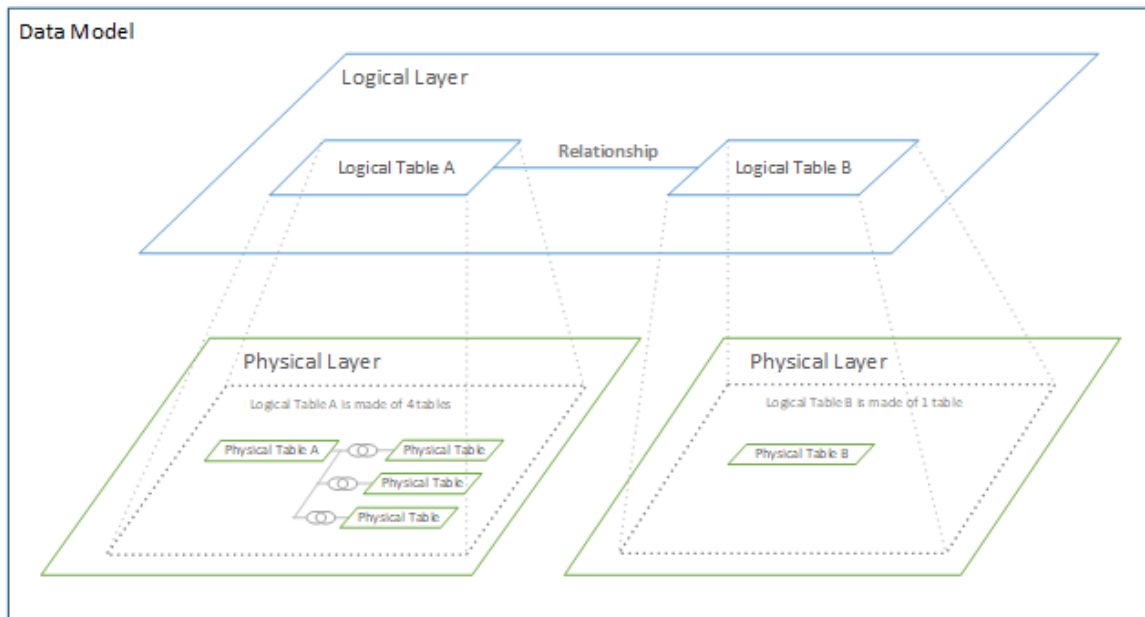 Data Model
Logical Layer
Relationship
Logical Table A
Logical Table B
Physical Layer
Physical Layer
Logical Table A is made of 4 tables
Logical Table B is made of 1 table
Physical Table A
Physical Table
Physical Table B
Physical Table
Physical Table